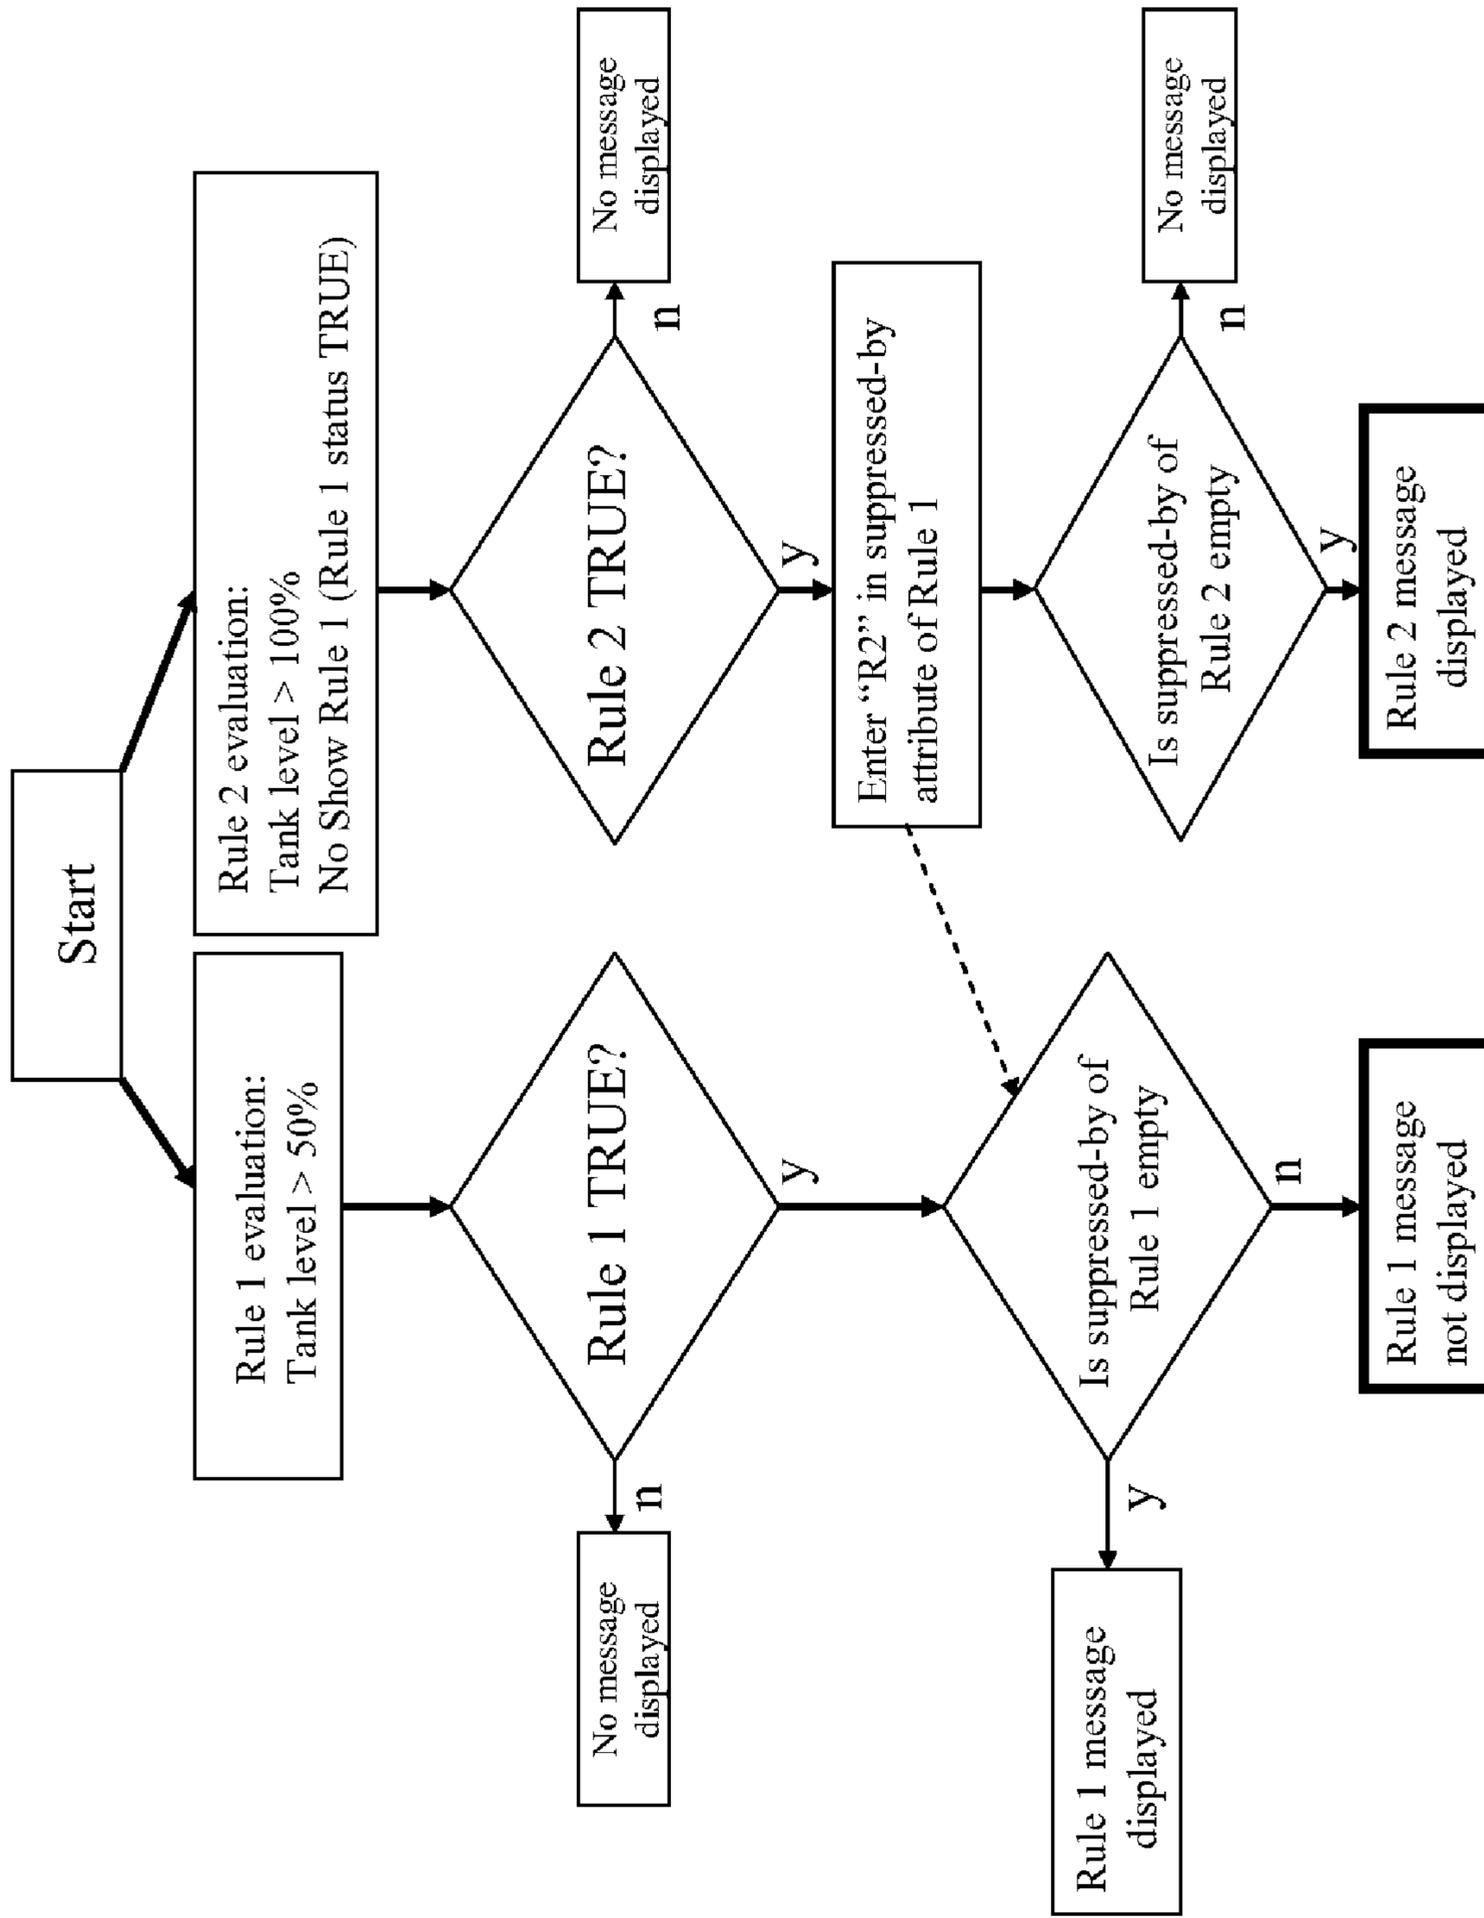 Start
Rule 1 evaluation:
Tank level > 50%
Rule 2 evaluation:
Tank level > 100%
No Show Rule 1 (Rule 1 status TRUE)
No message
displayed
n
Rule 1 TRUE?
y
Rule 2 TRUE?
n
No message
displayed
y
Enter “R2” in suppressed-by
attribute of Rule 1
Rule 1 message
displayed
y
Is suppressed-by of
Rule 1 empty
n
Is suppressed-by of
Rule 2 empty
n
No message
displayed
y
Rule 1 message
not displayed
Rule 2 message
displayed